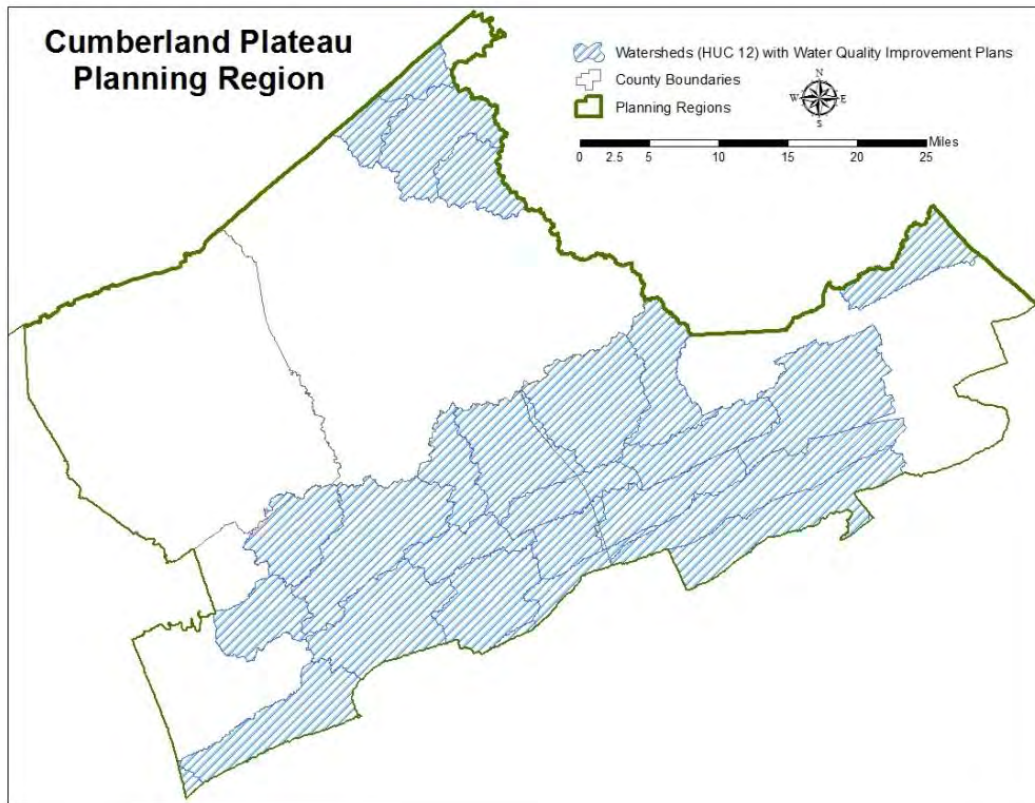 Cumberland Plateau
Planning Region
Watersheds (HUC 12) with Water Quality Improvement Plans
County Boundaries
Planning Regions
N
W E
S
Miles
0 2.5 5 10 15 20 25